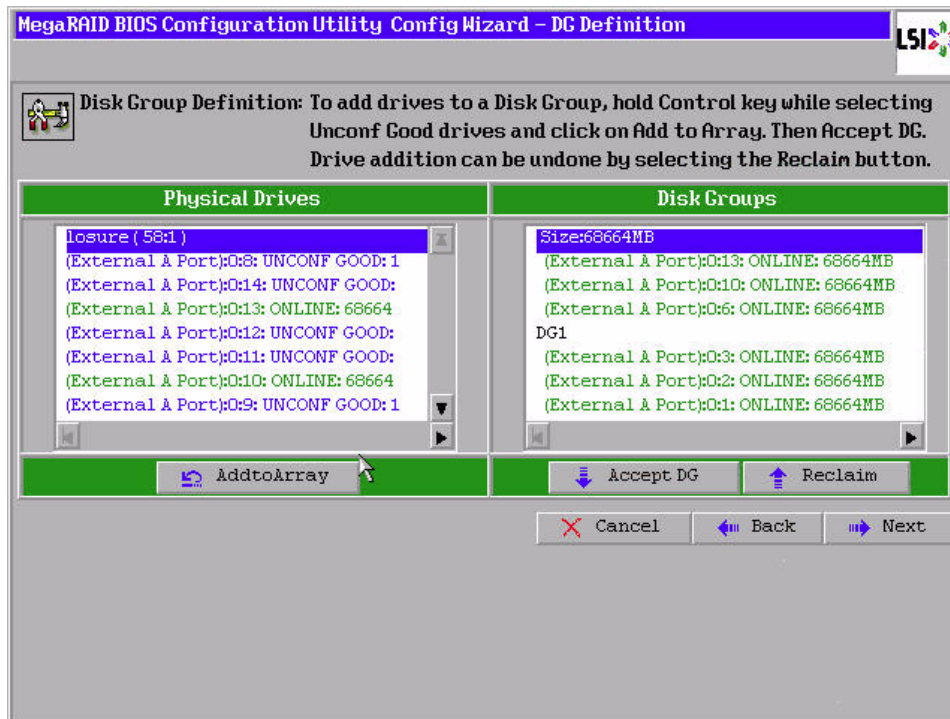 MegaRAID BIOS Configuration Utility Config Wizard - DG Definition
LSI
Disk Group Definition: To add drives to a Disk Group, hold Control key while selecting
Unconf Good drives and click on Add to Array. Then Accept DG.
Drive addition can be undone by selecting the Reclaim button.
Physical Drives
losure ( 58:1 )
(External A Port):0:8: UNCONF GOOD: 1
(External A Port):0:14: UNCONF GOOD:
(External A Port):0:13: ONLINE: 68664
(External A Port):0:12: UNCONF GOOD:
(External A Port):0:11: UNCONF GOOD:
(External A Port):0:10: ONLINE: 68664
(External A Port):0:9: UNCONF GOOD: 1
AddtoArray
Disk Groups
Size:68664MB
(External A Port):0:13: ONLINE: 68664MB
(External A Port):0:10: ONLINE: 68664MB
(External A Port):0:6: ONLINE: 68664MB
DG1
(External A Port):0:3: ONLINE: 68664MB
(External A Port):0:2: ONLINE: 68664MB
(External A Port):0:1: ONLINE: 68664MB
Accept DG
Reclaim
Cancel
Back
Next